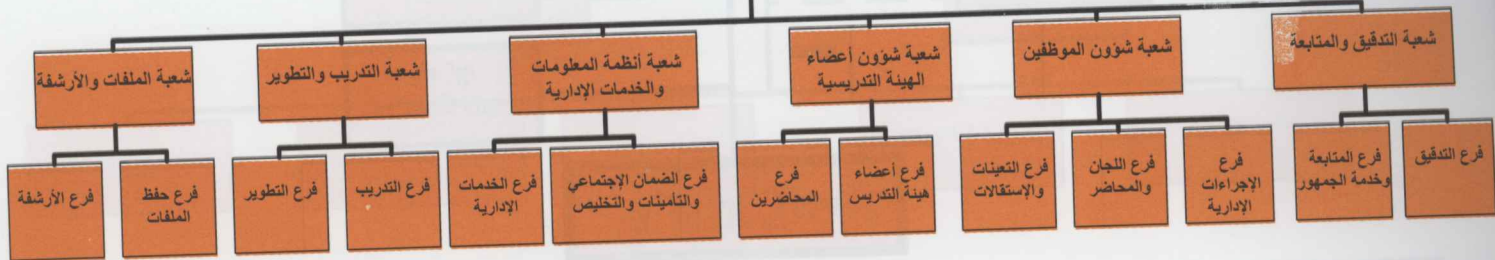 شعبة التدقيق والمتابعة
شعبة شؤون الموظفين
شعبة شؤون أعضاء
الهيئة التدريسية
شعبة أنظمة المعلومات
والخدمات الإدارية
شعبة التدريب والتطوير
شعبة الملفات والأرشفة
فرع التدقيق
فرع المتابعة
وخدمة الجمهور
فرع
الإجراءات
الإدارية
فرع اللجان
والمحاضر
فرع التعينات
والإستقالات
فرع أعضاء
هيئة التدريس
فرع
المحاضرين
فرع الضمان الإجتماعي
والتأمينات والتخليص
فرع الخدمات
الإدارية
فرع التدريب
فرع التطوير
فرع حفظ
الملفات
فرع الأرشفة